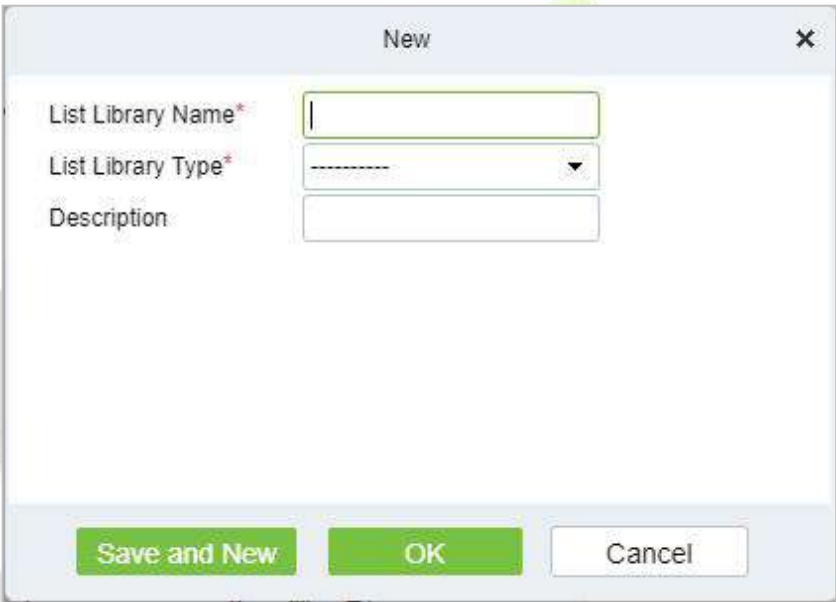 New
List Library Name*
List Library Type*
----------
Description
Save and New
OK
Cancel